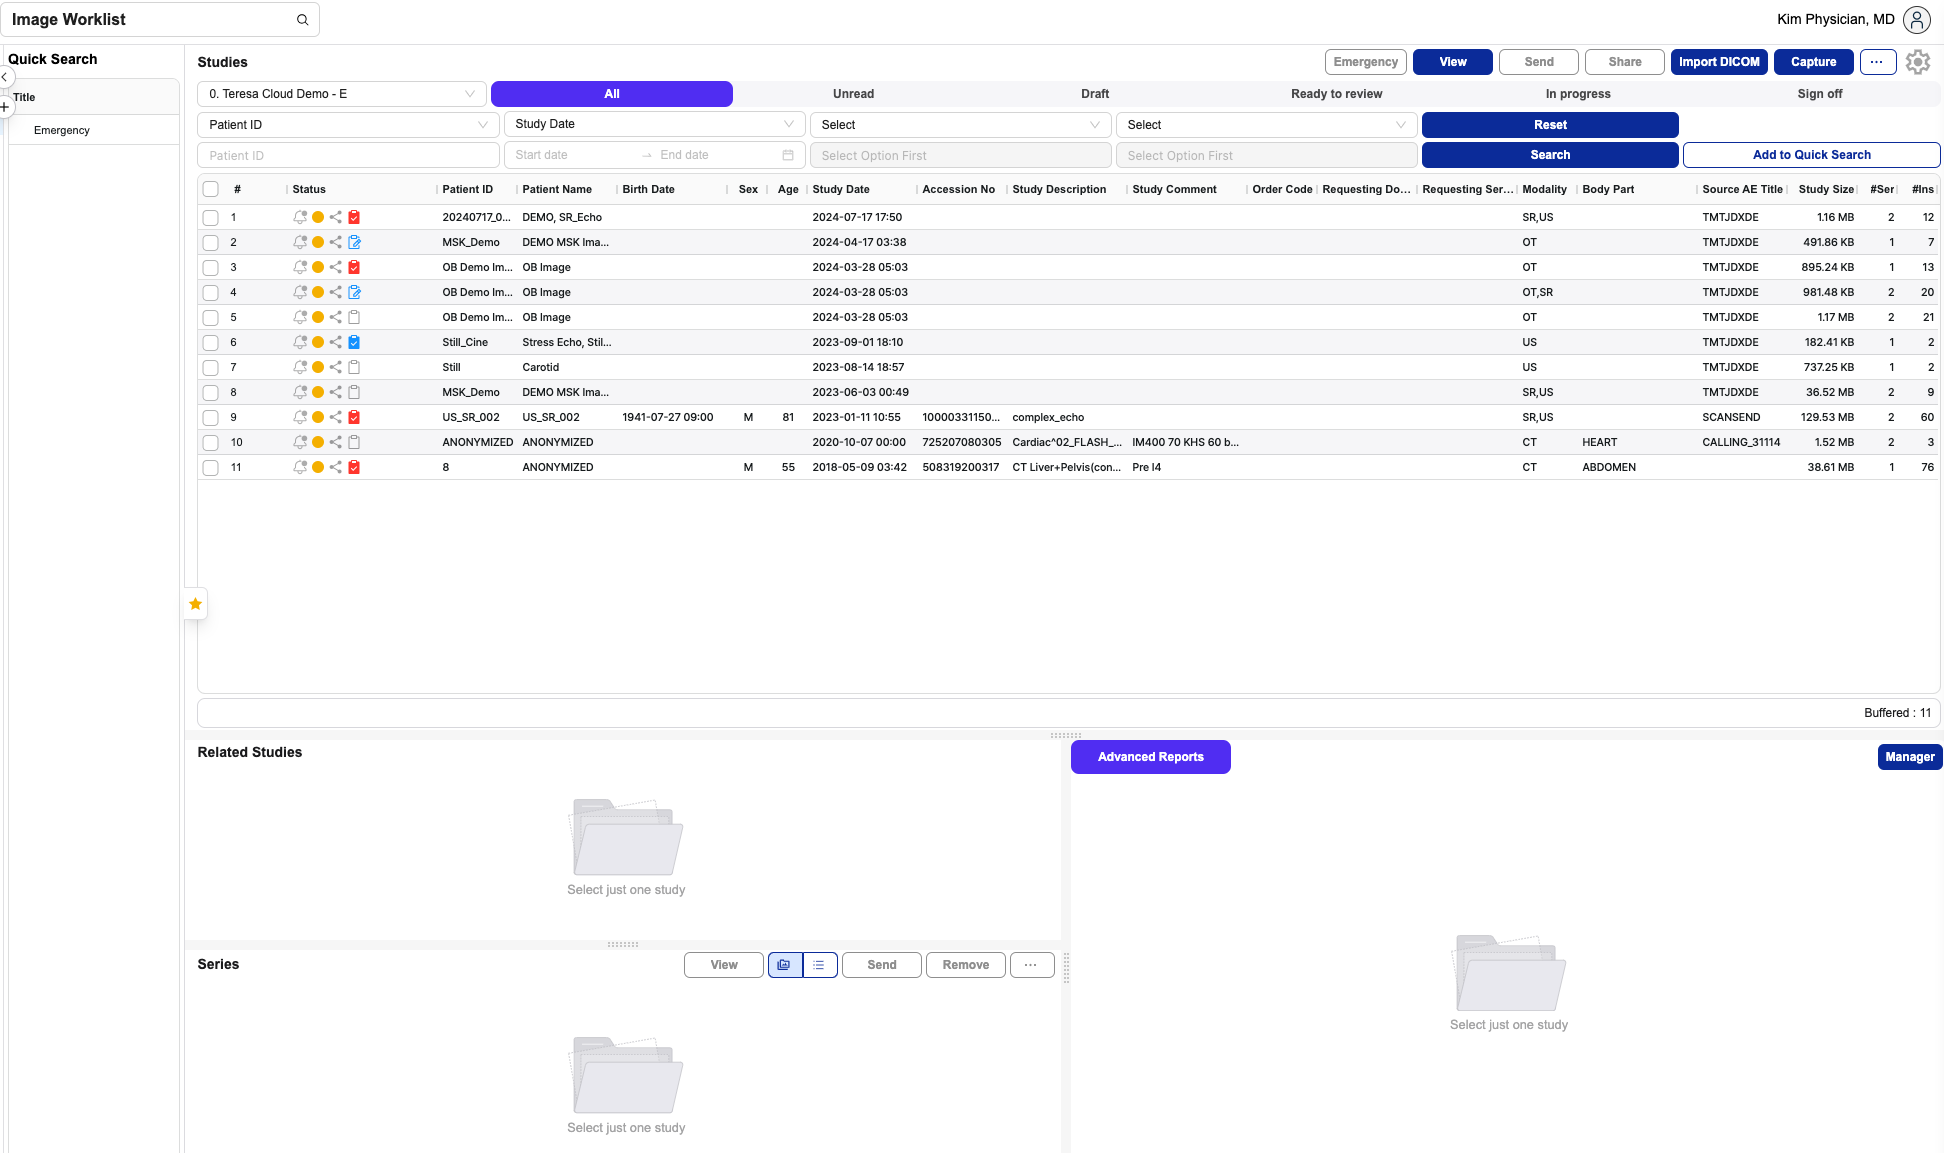 Image Worklist
Kim Physician, MD
Quick Search
Title
Emergency
Studies
Emergency View Send Share Import DICOM Capture ...
0. Teresa Cloud Demo - E All Unread Draft Ready to review In progress Sign off
Patient ID Study Date Select Select Reset
Patient ID Start date → End date Select Option First Select Option First Search Add to Quick Search
# Status Patient ID Patient Name Birth Date Sex Age Study Date Accession No Study Description Study Comment Order Code Requesting Do... Requesting Ser... Modality Body Part Source AE Title Study Size #Ser #Ins
1 20240717_0... DEMO, SR_Echo 2024-07-17 17:50 SR,US TMTJDXDE 1.16 MB 2 12
2 MSK_Demo DEMO MSK Ima... 2024-04-17 03:38 OT TMTJDXDE 491.86 KB 1 7
3 OB Demo Im... OB Image 2024-03-28 05:03 OT TMTJDXDE 895.24 KB 1 13
4 OB Demo Im... OB Image 2024-03-28 05:03 OT,SR TMTJDXDE 981.48 KB 2 20
5 OB Demo Im... OB Image 2024-03-28 05:03 OT TMTJDXDE 1.17 MB 2 21
6 Still_Cine Stress Echo, Stil... 2023-09-01 18:10 US TMTJDXDE 182.41 KB 1 2
7 Still Carotid 2023-08-14 18:57 US TMTJDXDE 737.25 KB 1 2
8 MSK_Demo DEMO MSK Ima... 2023-06-03 00:49 SR,US TMTJDXDE 36.52 MB 2 9
9 US_SR_002 US_SR_002 1941-07-27 09:00 M 81 2023-01-11 10:55 10000331150... complex_echo SR,US SCANSEND 129.53 MB 2 60
10 ANONYMIZED ANONYMIZED 2020-10-07 00:00 725207080305 Cardiac^02_FLASH_... IM400 70 KHS 60 b... CT HEART CALLING_31114 1.52 MB 2 3
11 8 ANONYMIZED M 55 2018-05-09 03:42 508319200317 CT Liver+Pelvis(con... Pre I4 CT ABDOMEN 38.61 MB 1 76
Buffered : 11
Related Studies
Select just one study
Series View Send Remove ...
Select just one study
Advanced Reports Manager
Select just one study